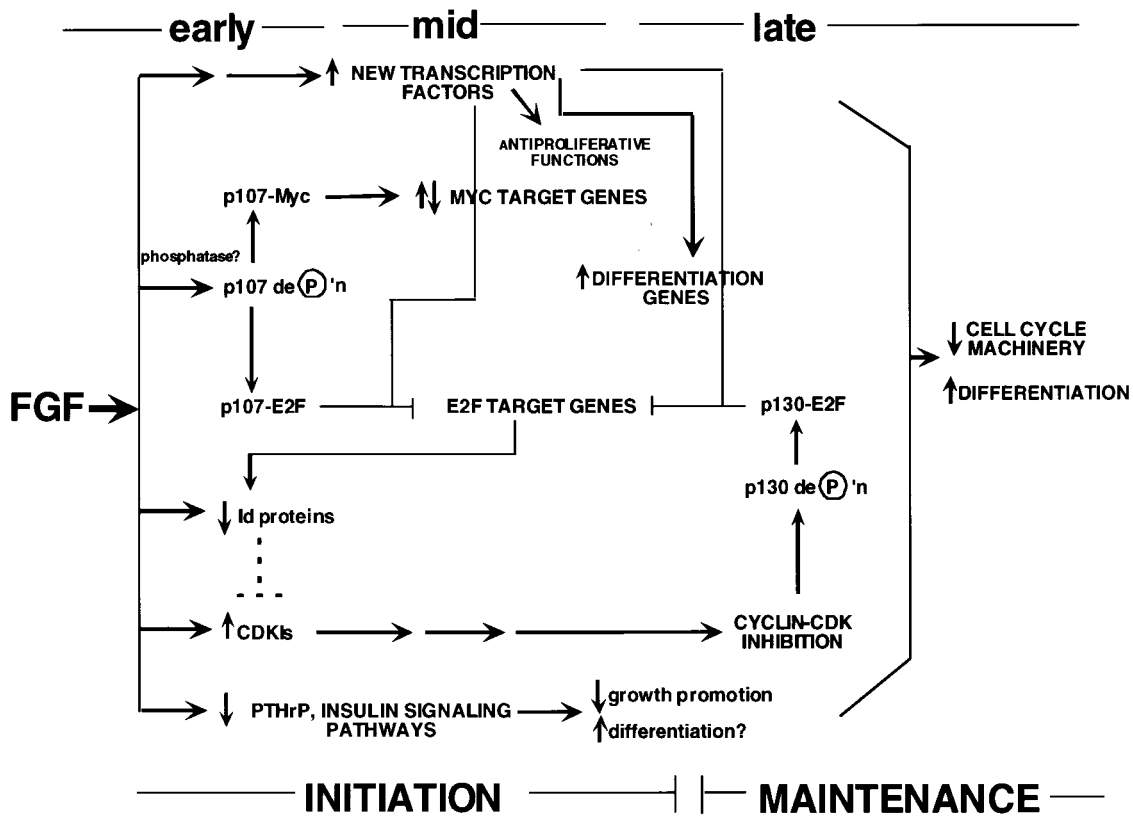 early mid late
NEW TRANSCRIPTION
FACTORS
ANTIPROLIFERATIVE
FUNCTIONS
p107-Myc
MYC TARGET GENES
phosphatase?
p107 de P 'n
DIFFERENTIATION
GENES
CELL CYCLE
MACHINERY
DIFFERENTIATION
FGF
p107-E2F
E2F TARGET GENES
p130-E2F
p130 de P 'n
Id proteins
CDKIs
CYCLIN-CDK
INHIBITION
PTHrP, INSULIN SIGNALING
PATHWAYS
growth promotion
differentiation?
INITIATION
MAINTENANCE